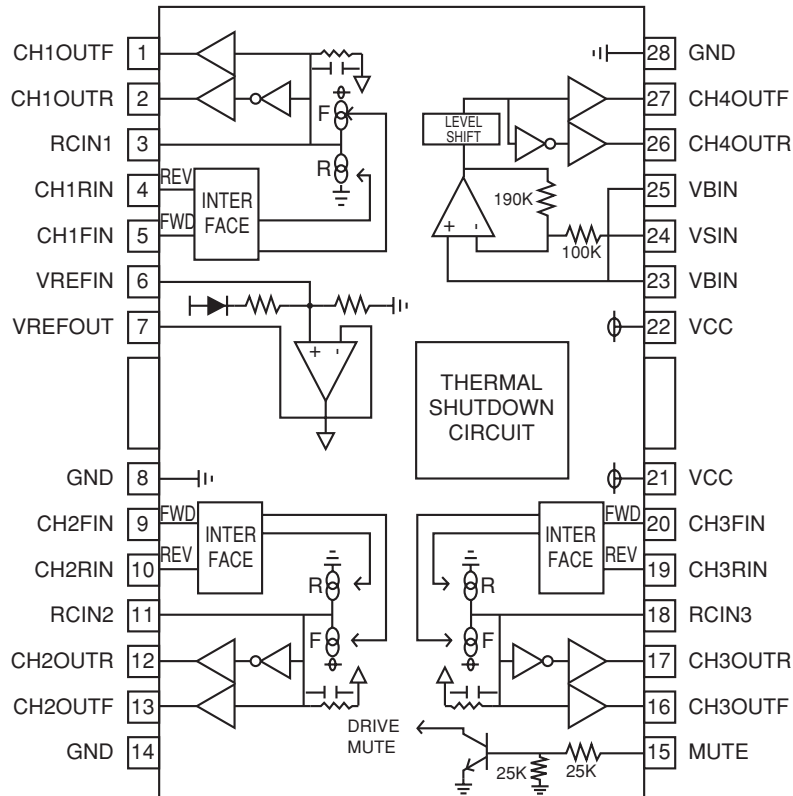 CH1OUTF 1
CH1OUTR 2
RCIN1 3
CH1RIN 4
CH1FIN 5
VREFIN 6
VREFOUT 7
GND 8
CH2FIN 9
CH2RIN 10
RCIN2 11
CH2OUTR 12
CH2OUTF 13
GND 14
F
R
REV
FWD
INTER
FACE
+ -
FWD
REV
INTER
FACE
R
F
LEVEL
SHIFT
190K
100K
+ -
THERMAL
SHUTDOWN
CIRCUIT
INTER
FACE
FWD
REV
R
F
DRIVE
MUTE
25K
25K
28 GND
27 CH4OUTF
26 CH4OUTR
25 VBIN
24 VSIN
23 VBIN
22 VCC
21 VCC
20 CH3FIN
19 CH3RIN
18 RCIN3
17 CH3OUTR
16 CH3OUTF
15 MUTE